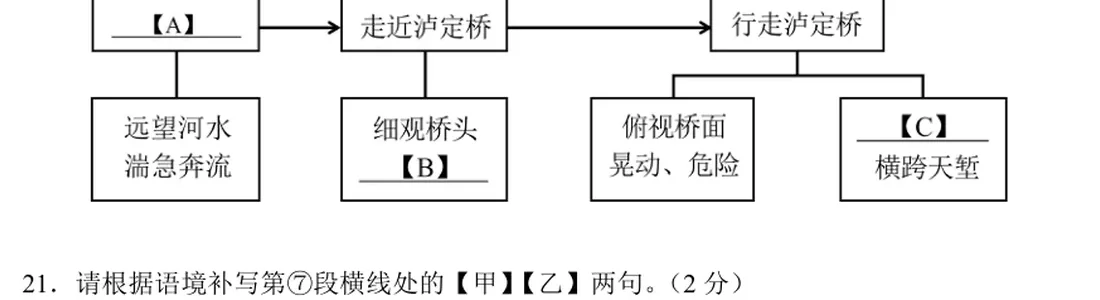 【A】 走近泸定桥 行走泸定桥
远望河水 细观桥头 俯视桥面 【C】
湍急奔流 【B】 晃动、危险 横跨天堑
21．请根据语境补写第⑦段横线处的【甲】【乙】两句。（2 分）